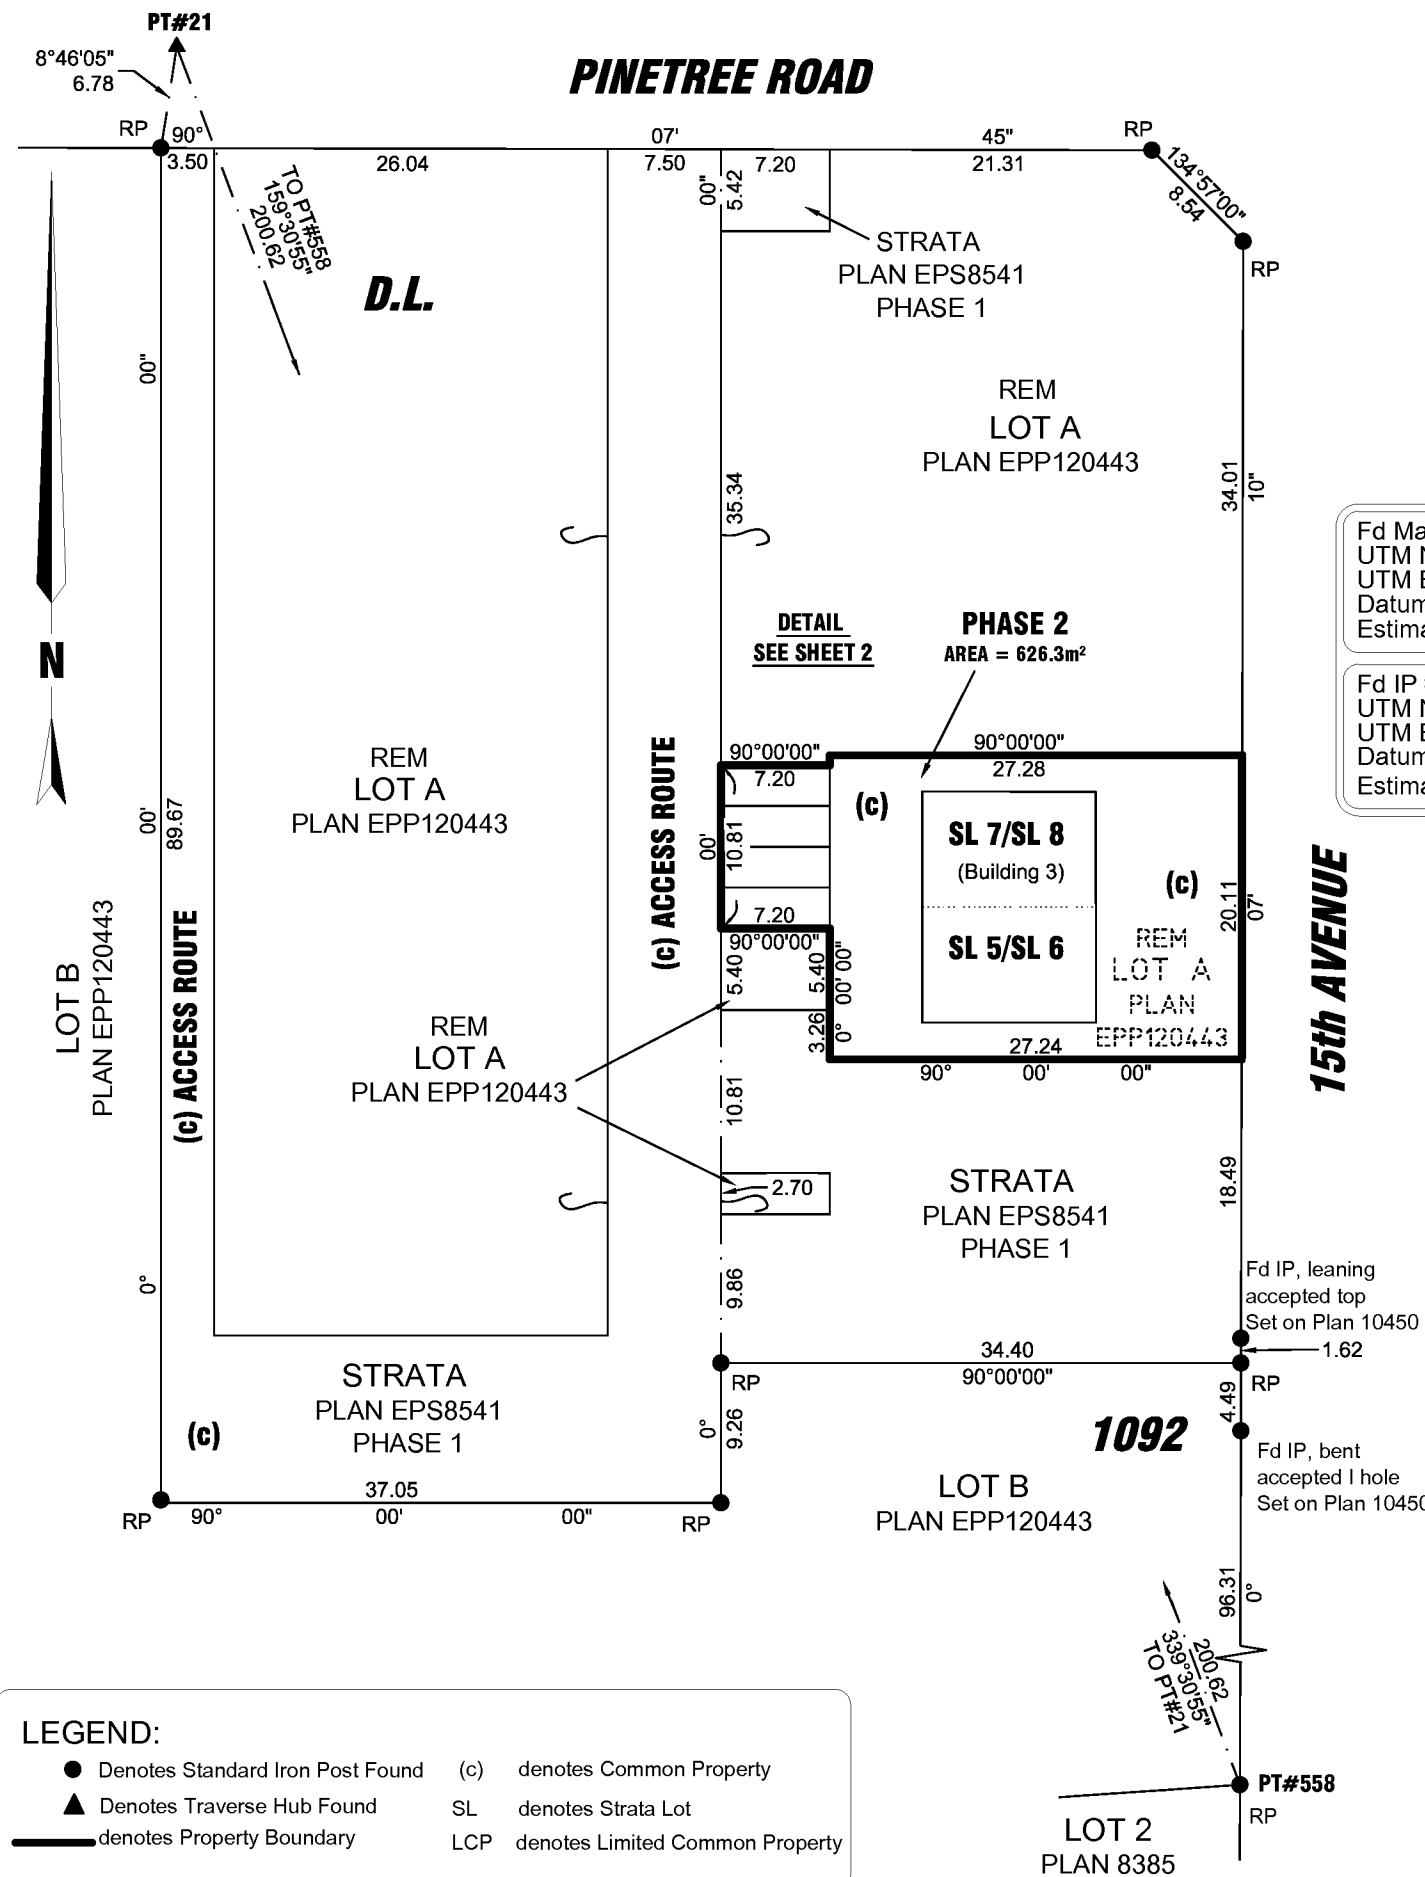 PT#21
8°46'05"
6.78
PINETREE ROAD
RP
90°
07'
45"
RP
3.50
26.04
7.50
7.20
21.31
134°57'00"
8.54
RP
TO PT#558
159°30'55"
200.62
00"
5.42
STRATA
PLAN EPS8541
PHASE 1
D.L.
00"
REM
LOT A
PLAN EPP120443
35.34
34.01
10"
Fd Ma
UTM N
UTM E
Datum
Estima
DETAIL
SEE SHEET 2
PHASE 2
AREA = 626.3m²
N
Fd IP
UTM N
UTM E
Datum
Estima
REM
LOT A
PLAN EPP120443
(c) ACCESS ROUTE
90°00'00"
7.20
90°00'00"
27.28
(c)
00'
89.67
00'
10.81
SL 7/SL 8
(Building 3)
(c)
20.11
07'
15th AVENUE
7.20
90°00'00"
SL 5/SL 6
REM
LOT A
PLAN
EPP120443
LOT B
PLAN EPP120443
(c) ACCESS ROUTE
5.40
5.40
00' 00"
3.26
0°
27.24
90°
00'
00"
REM
LOT A
PLAN EPP120443
10.81
2.70
STRATA
PLAN EPS8541
PHASE 1
18.49
0°
9.86
Fd IP, leaning
accepted top
Set on Plan 10450
1.62
34.40
90°00'00"
RP
RP
STRATA
PLAN EPS8541
PHASE 1
(c)
0°
9.26
1092
4.49
Fd IP, bent
accepted I hole
Set on Plan 10450
LOT B
PLAN EPP120443
37.05
RP
90°
00'
00"
RP
96.31
0°
200.62
339°30'55"
TO PT#21
PT#558
RP
LOT 2
PLAN 8385
LEGEND:
Denotes Standard Iron Post Found
(c) denotes Common Property
Denotes Traverse Hub Found
SL denotes Strata Lot
denotes Property Boundary
LCP denotes Limited Common Property